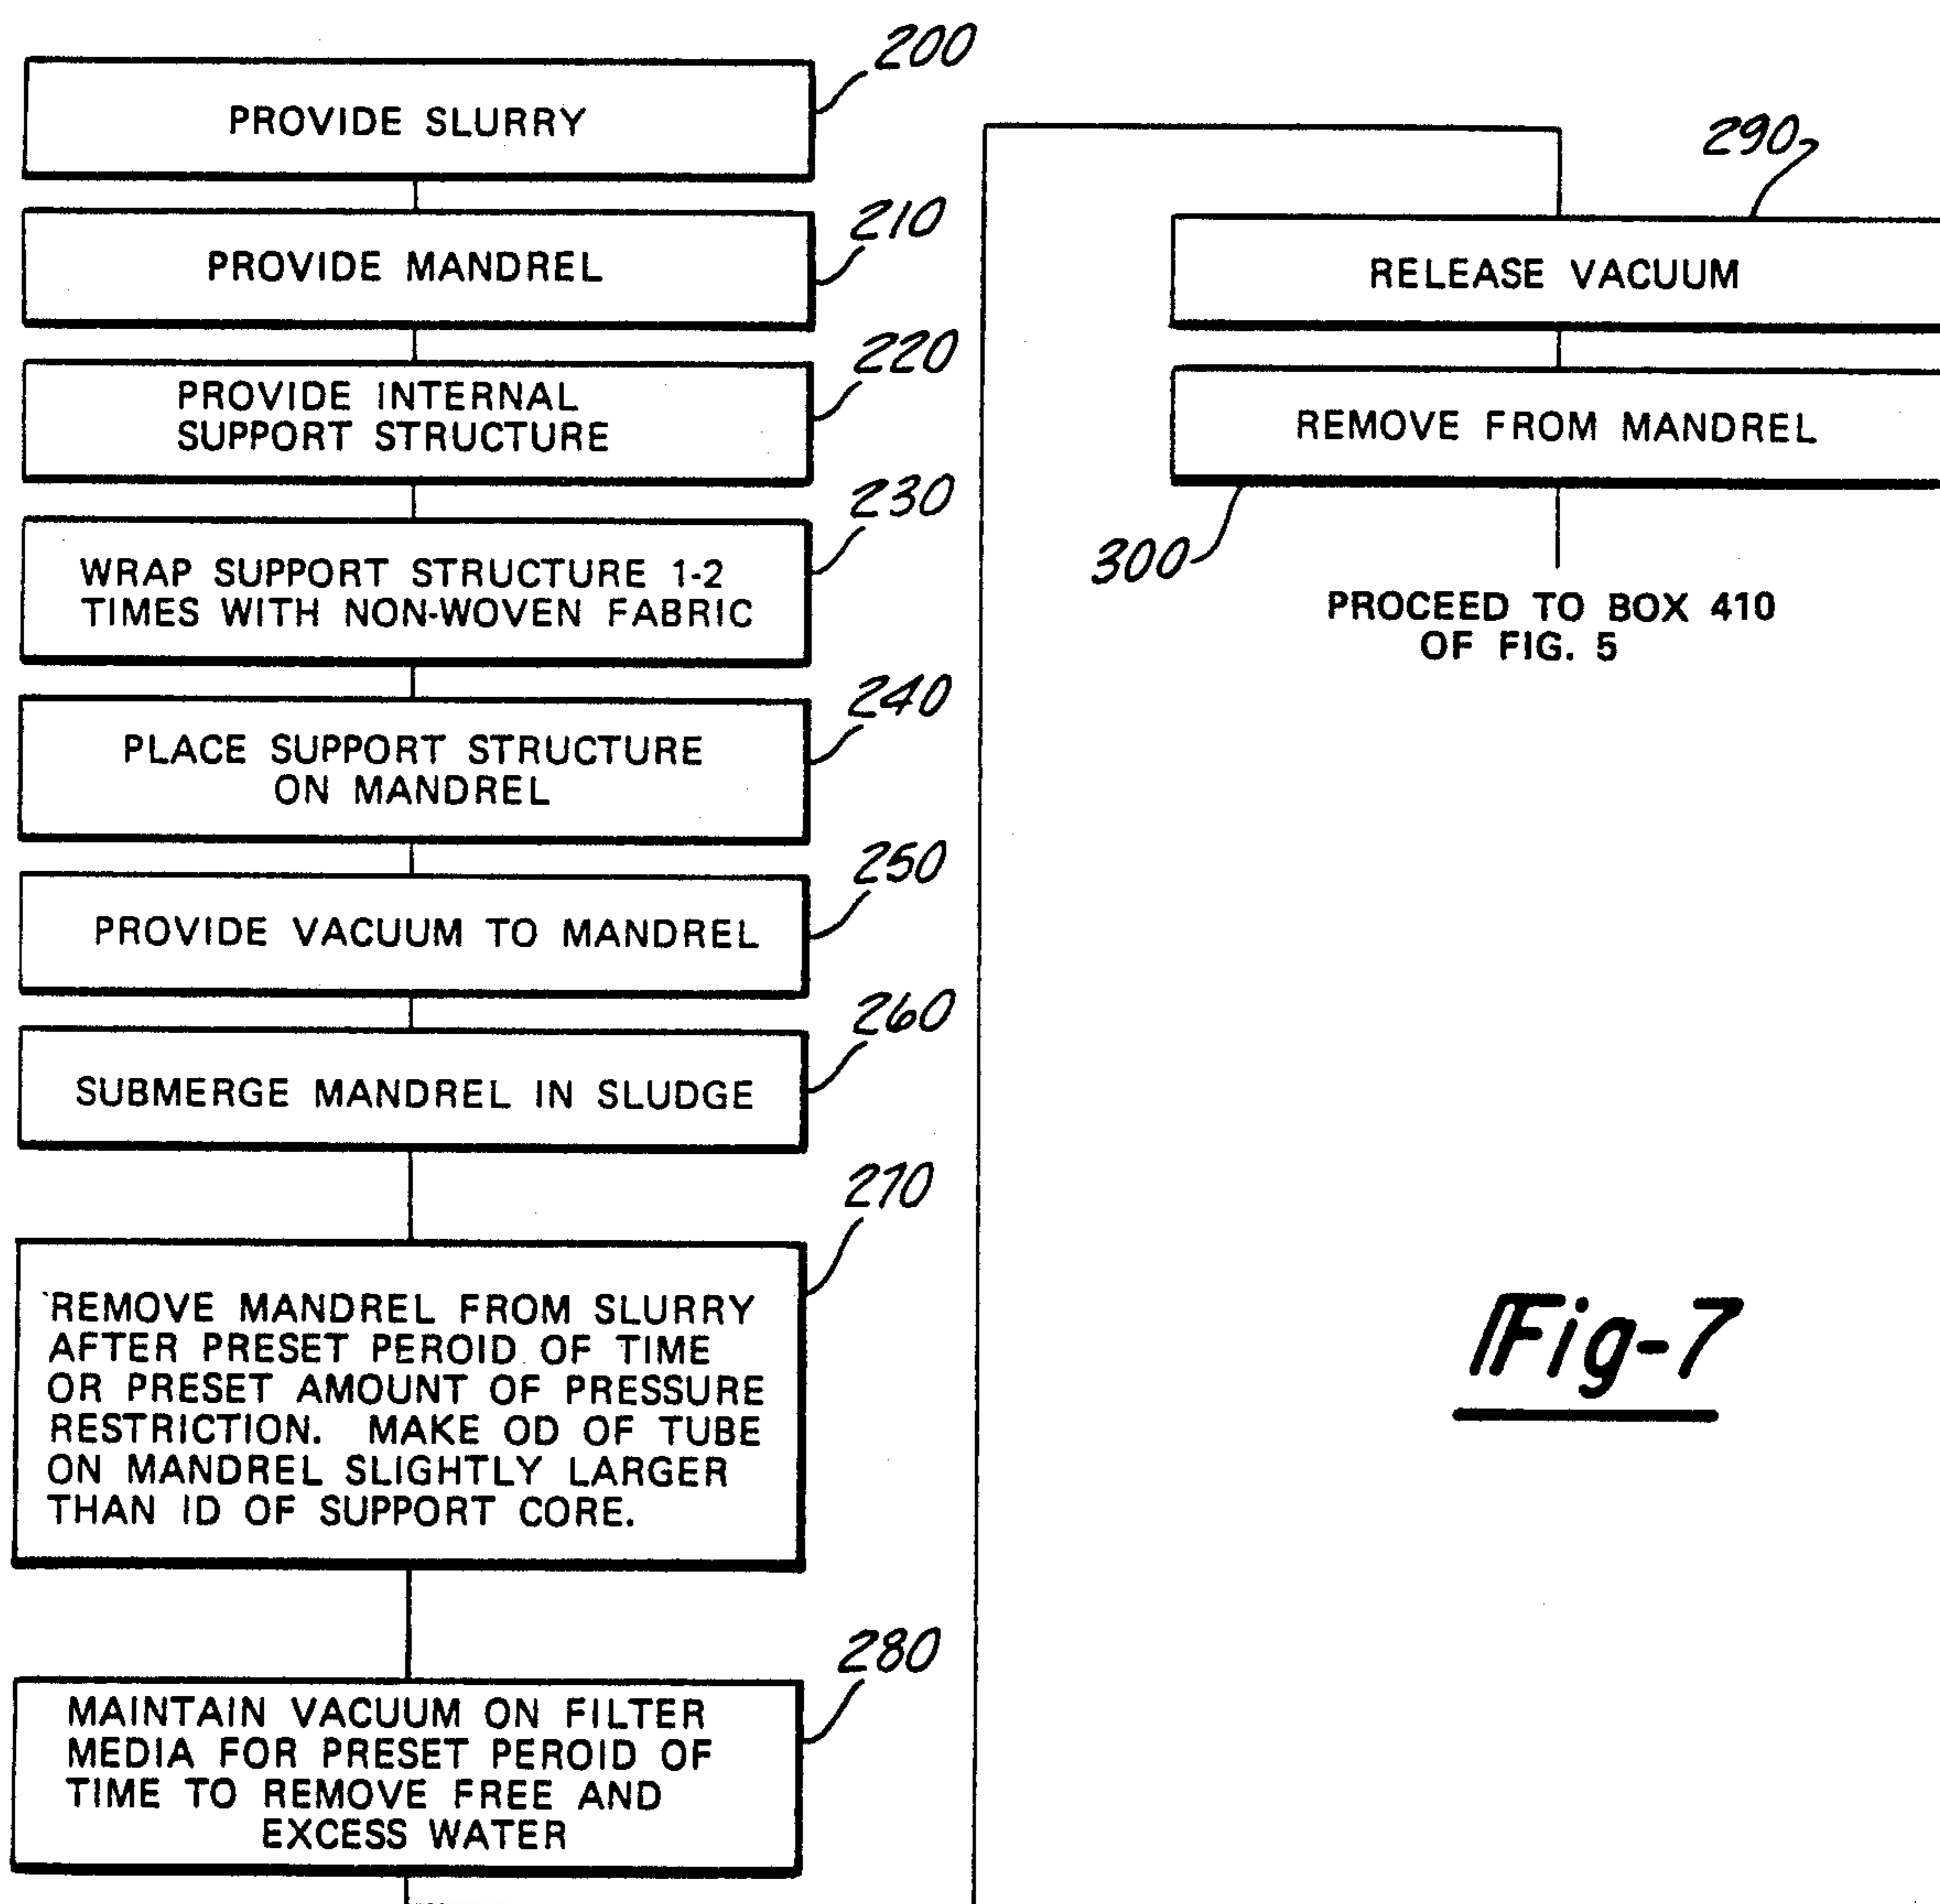 200
PROVIDE SLURRY
210
PROVIDE MANDREL
220
PROVIDE INTERNAL
SUPPORT STRUCTURE
230
WRAP SUPPORT STRUCTURE 1-2
TIMES WITH NON-WOVEN FABRIC
240
PLACE SUPPORT STRUCTURE
ON MANDREL
250
PROVIDE VACUUM TO MANDREL
260
SUBMERGE MANDREL IN SLUDGE
270
REMOVE MANDREL FROM SLURRY
AFTER PRESET PEROID OF TIME
OR PRESET AMOUNT OF PRESSURE
RESTRICTION. MAKE OD OF TUBE
ON MANDREL SLIGHTLY LARGER
THAN ID OF SUPPORT CORE.
280
MAINTAIN VACUUM ON FILTER
MEDIA FOR PRESET PEROID OF
TIME TO REMOVE FREE AND
EXCESS WATER
290
RELEASE VACUUM
REMOVE FROM MANDREL
300
PROCEED TO BOX 410
OF FIG. 5
Fig-7